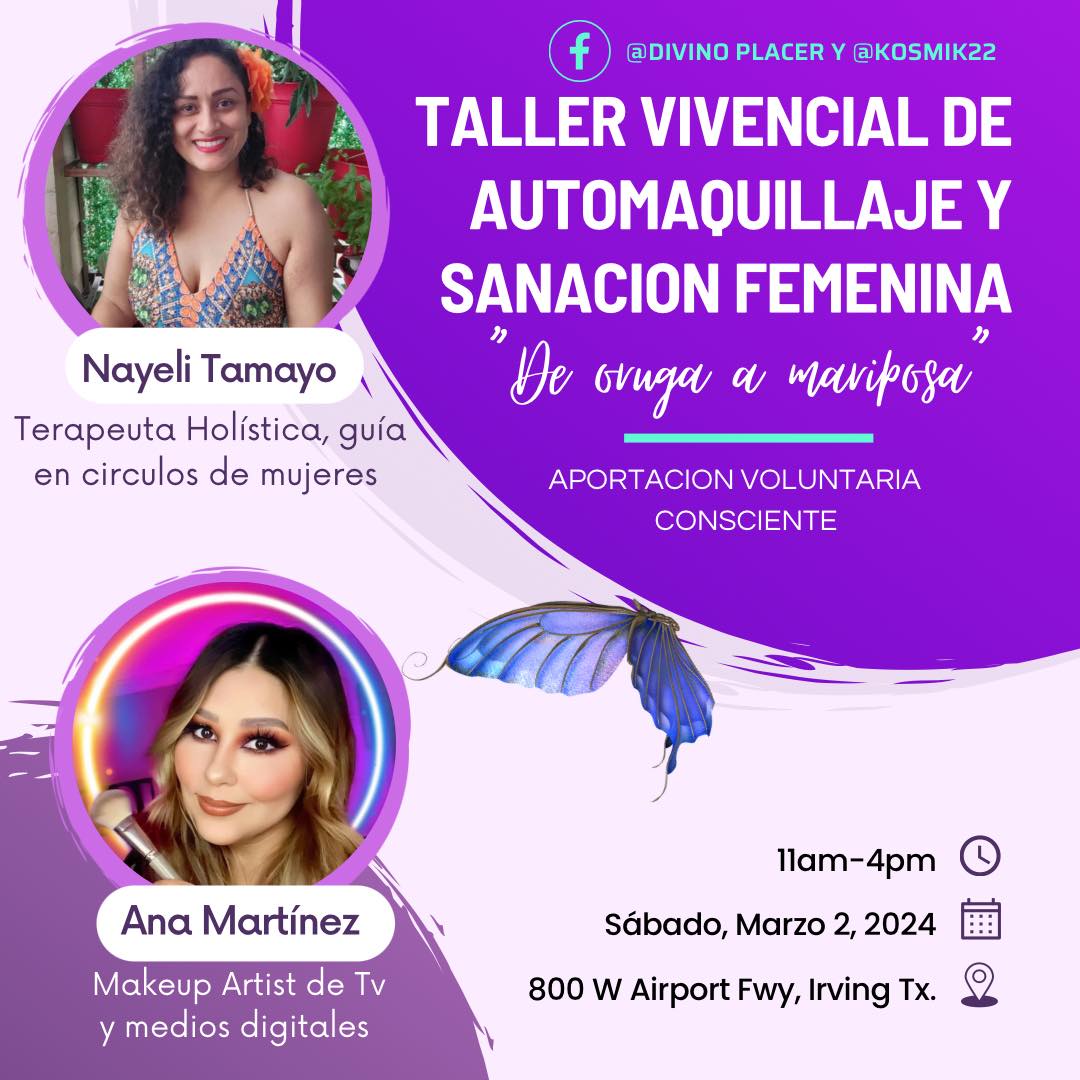 @DIVINO PLACER Y @KOSMIK22
TALLER VIVENCIAL DE
AUTOMAQUILLAJE Y
SANACION FEMENINA
"De oruga a mariposa"
APORTACION VOLUNTARIA
CONSCIENTE
Nayeli Tamayo
Terapeuta Holística, guía
en circulos de mujeres
Ana Martínez
Makeup Artist de Tv
y medios digitales
11am-4pm
Sábado, Marzo 2, 2024
800 W Airport Fwy, Irving Tx.